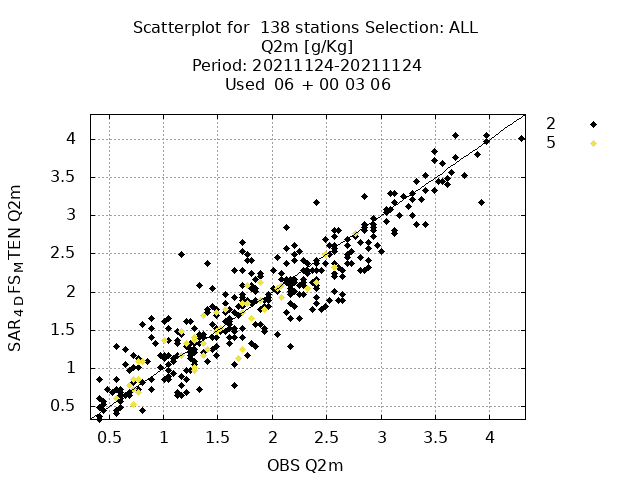 Scatterplot for  138 stations Selection: ALL
Q2m [g/Kg]
Period: 20211124-20211124
Used  06 + 00 03 06
2
5
4
3.5
3
2.5
2
1.5
1
0.5
SAR4DFSMTEN Q2m
0.5 1 1.5 2 2.5 3 3.5 4
OBS Q2m